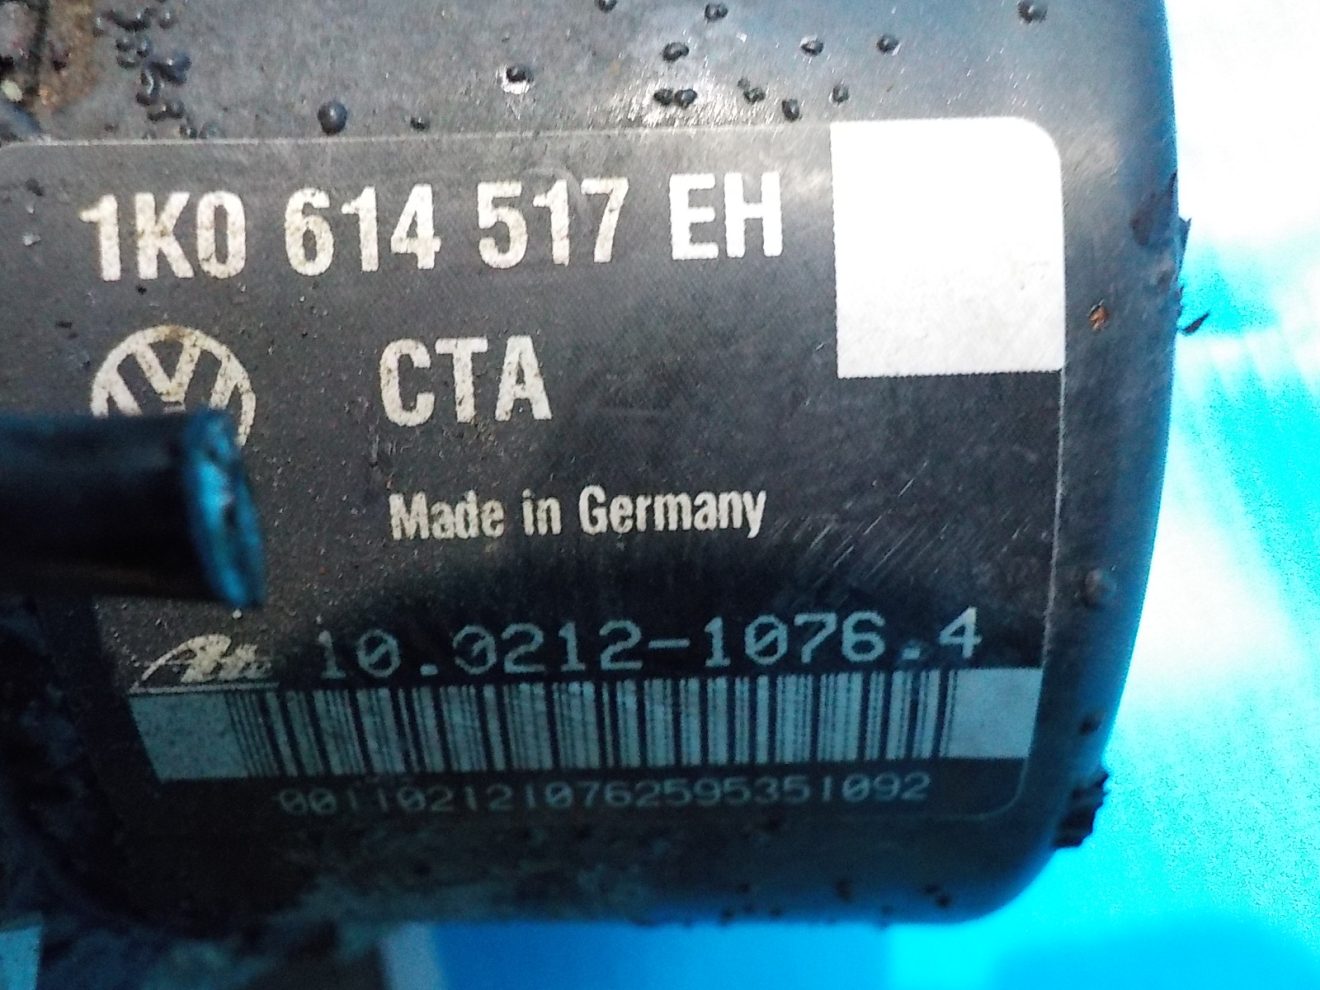 1K0 614 517 EH
CTA
Made in Germany
10.0212-1076.4
00110212107625953510​92